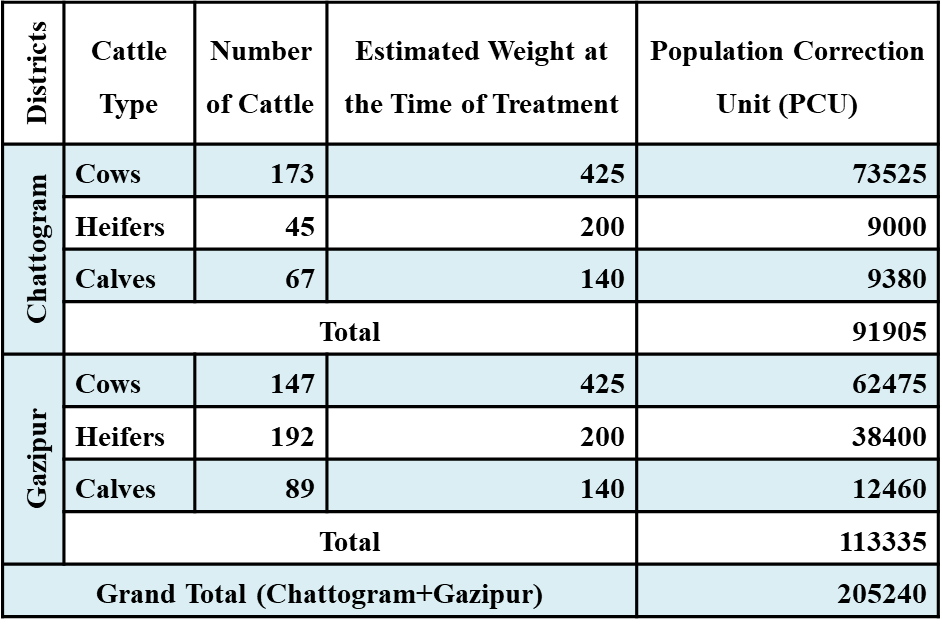 Districts Cattle Type Number of Cattle Estimated Weight at the Time of Treatment Population Correction Unit (PCU)
Chattogram Cows 173 425 73525
Heifers 45 200 9000
Calves 67 140 9380
Total 91905
Gazipur Cows 147 425 62475
Heifers 192 200 38400
Calves 89 140 12460
Total 113335
Grand Total (Chattogram+Gazipur) 205240